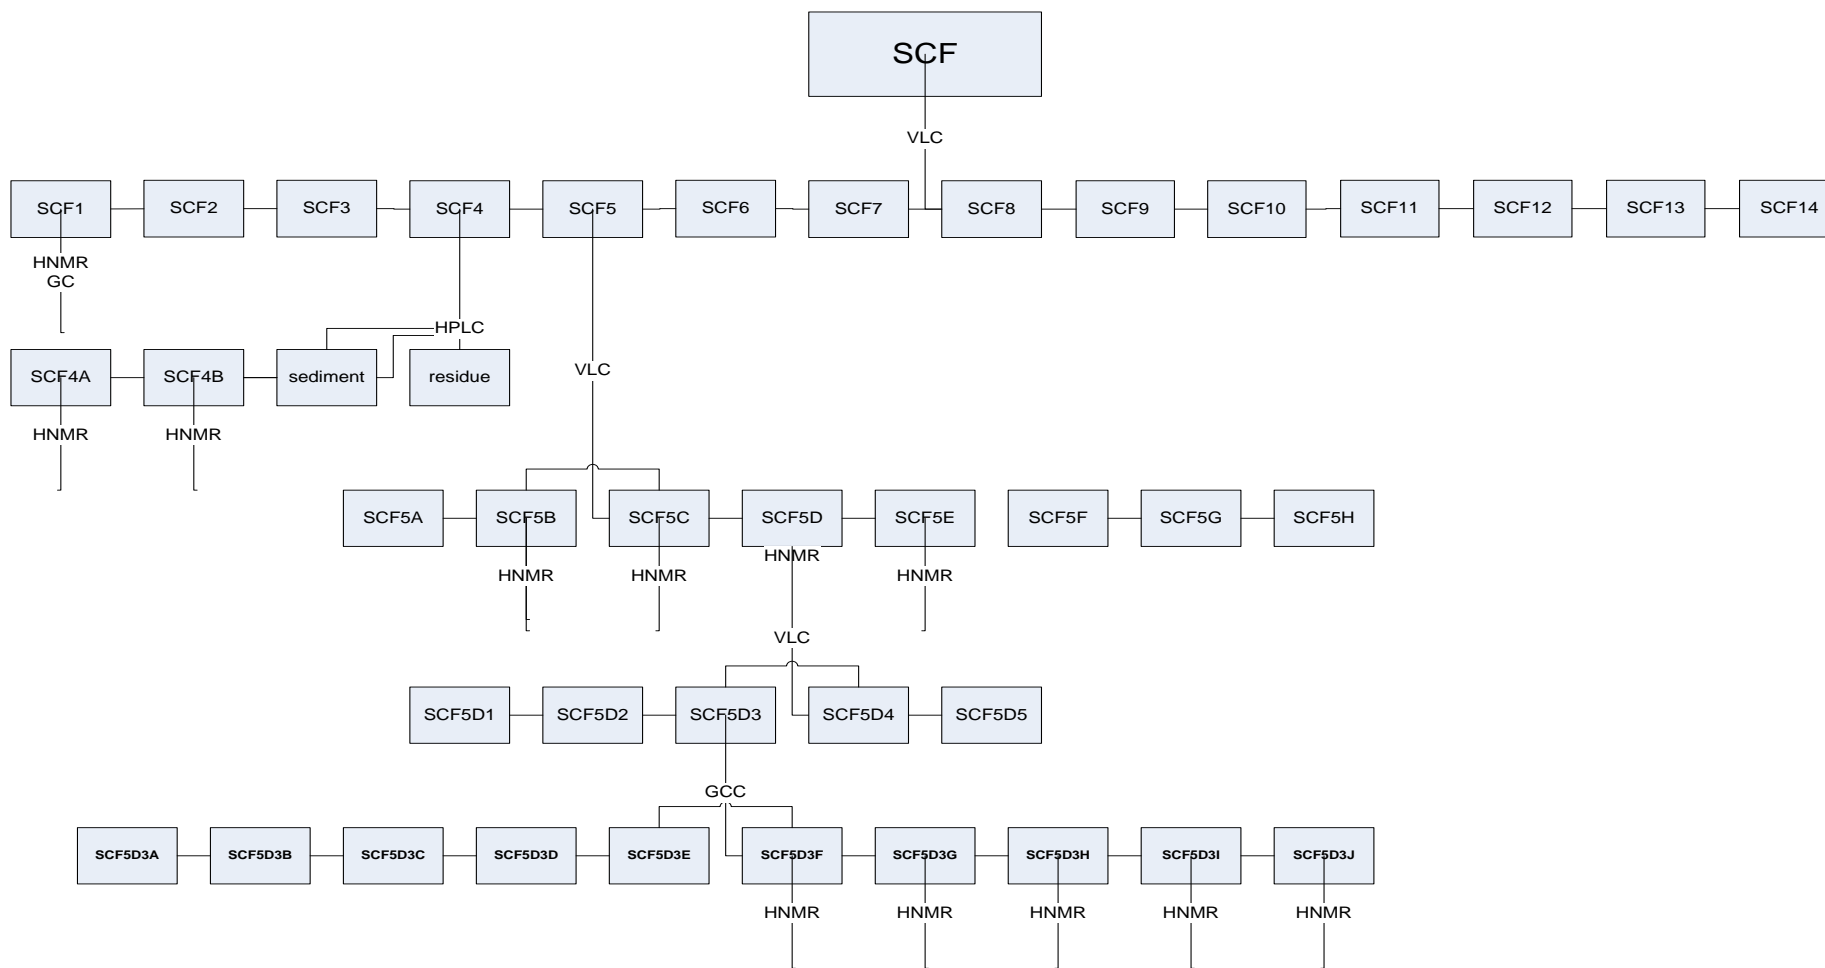 SCF
VLC
SCF1 SCF2 SCF3 SCF4 SCF5 SCF6 SCF7 SCF8 SCF9 SCF10 SCF11 SCF12 SCF13 SCF14
HNMR
GC
HPLC
VLC
SCF4A SCF4B sediment residue
HNMR HNMR
SCF5A SCF5B SCF5C SCF5D SCF5E SCF5F SCF5G SCF5H
HNMR
HNMR HNMR HNMR
VLC
SCF5D1 SCF5D2 SCF5D3 SCF5D4 SCF5D5
GCC
SCF5D3A SCF5D3B SCF5D3C SCF5D3D SCF5D3E SCF5D3F SCF5D3G SCF5D3H SCF5D3I SCF5D3J
HNMR HNMR HNMR HNMR HNMR